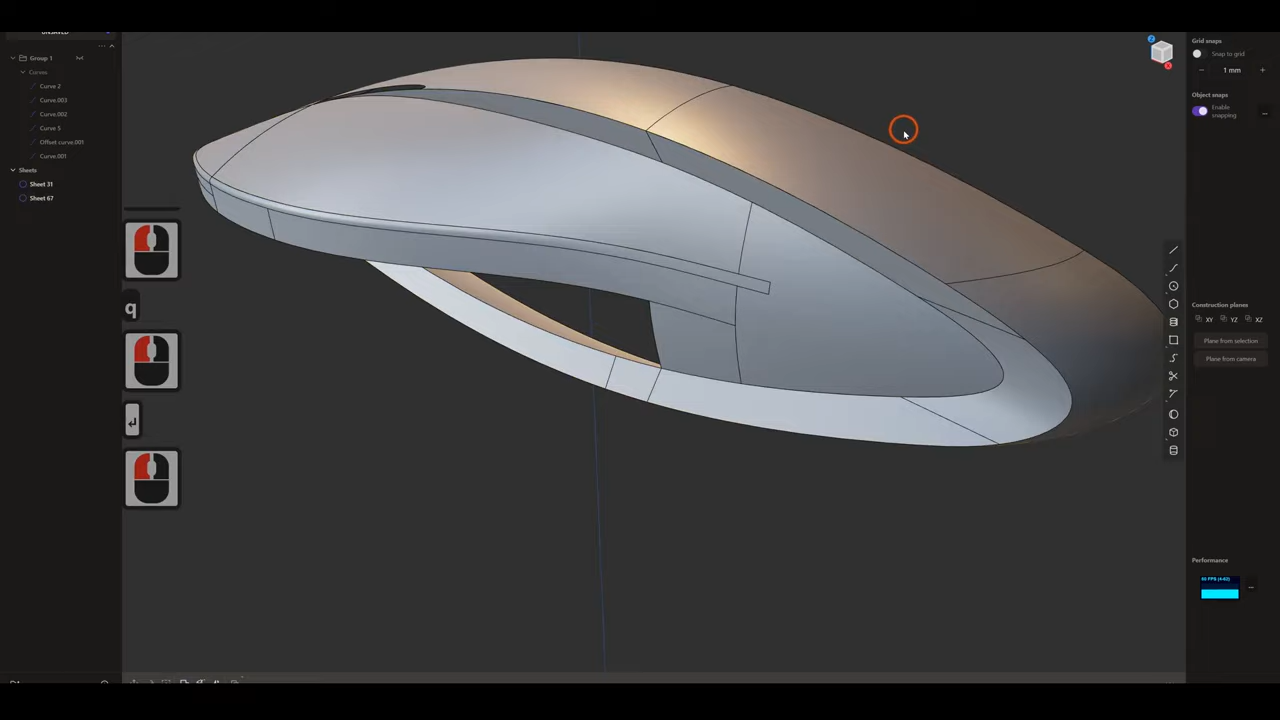 UNSAVED
Group 1
Curves
Curve 2
Curve.003
Curve.002
Curve 5
Offset curve.001
Curve.001
Sheets
Sheet 31
Sheet 67
q
Grid snaps
Snap to grid
1 mm
Object snaps
Enable
snapping
Construction planes
XY YZ XZ
Plane from selection
Plane from camera
Performance